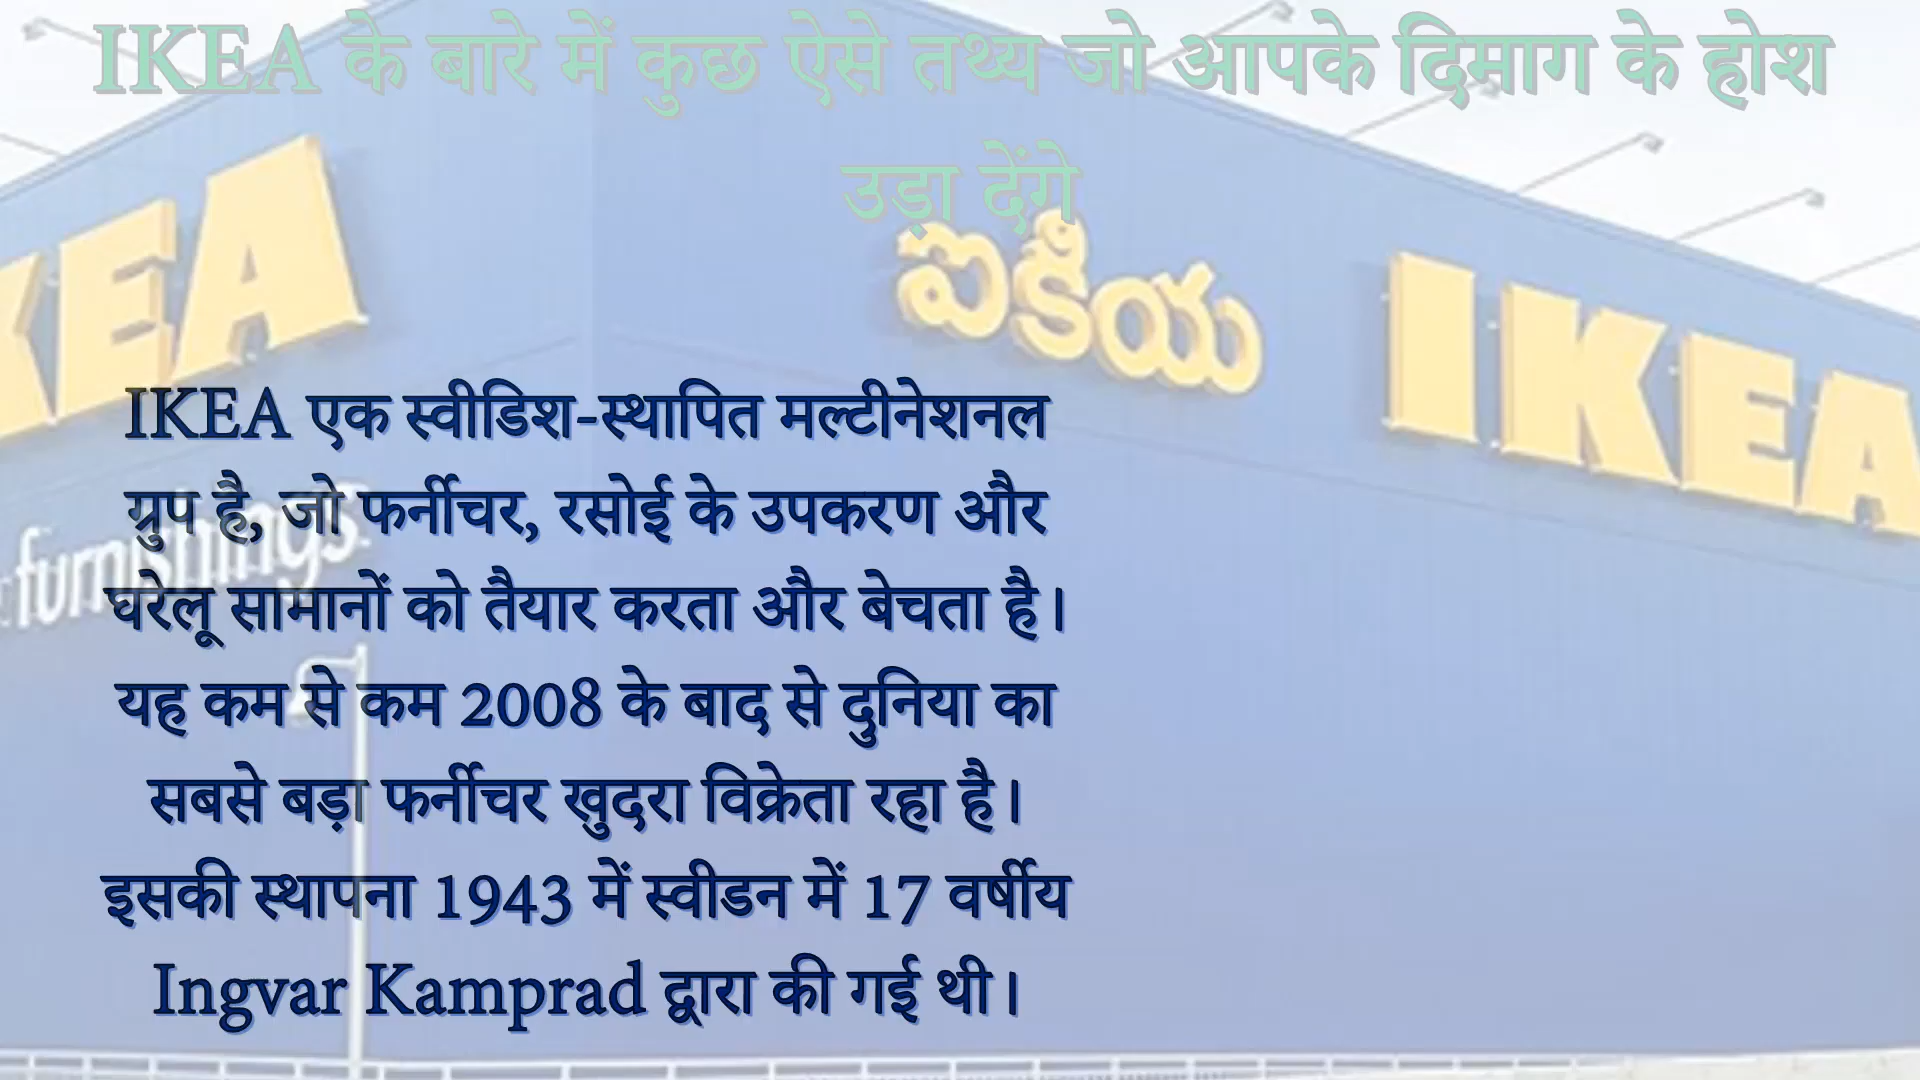 IKEA के बारे में कुछ ऐसे तथ्य जो आपके दिमाग के होश
उड़ा देंगे
KEA
ఐకియ
IKEA
IKEA एक स्वीडिश-स्थापित मल्टीनेशनल
ग्रुप है, जो फर्नीचर, रसोई के उपकरण और
furnishings
घरेलू सामानों को तैयार करता और बेचता है।
यह कम से कम 2008 के बाद से दुनिया का
सबसे बड़ा फर्नीचर खुदरा विक्रेता रहा है।
इसकी स्थापना 1943 में स्वीडन में 17 वर्षीय
Ingvar Kamprad द्वारा की गई थी।